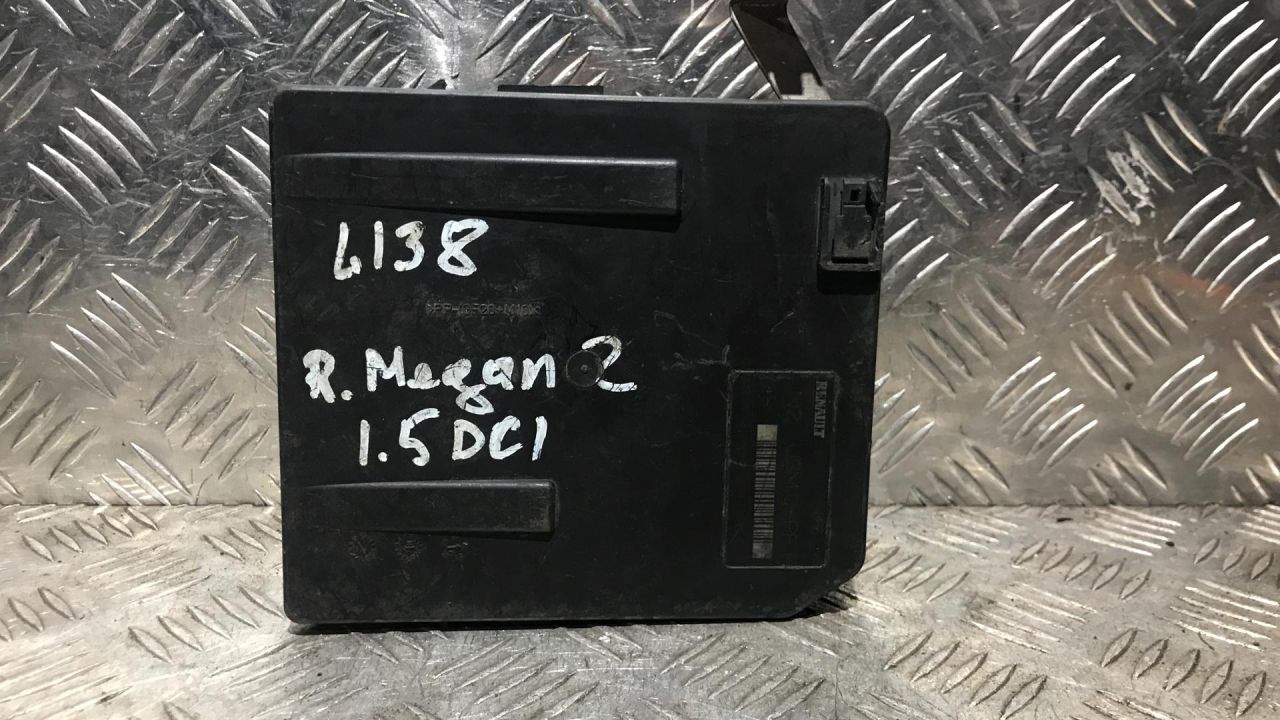 4138
R. Megan 2
1.5 DCI
RENAULT